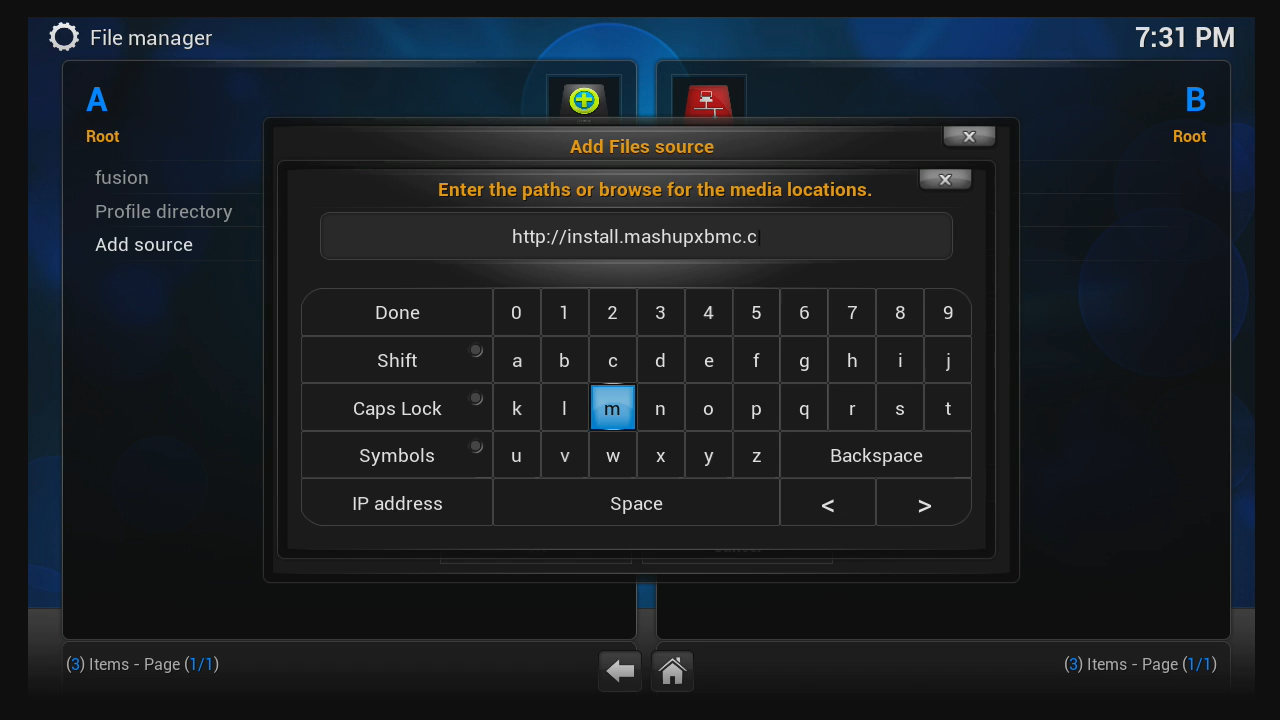 File manager
7:31 PM
A
B
Root
Root
fusion
Profile directory
Add source
Add Files source
Enter the paths or browse for the media locations.
http://install.mashupxbmc.c
Done 0 1 2 3 4 5 6 7 8 9
Shift a b c d e f g h i j
Caps Lock k l m n o p q r s t
Symbols u v w x y z Backspace
IP address Space < >
(3) Items - Page (1/1)
(3) Items - Page (1/1)